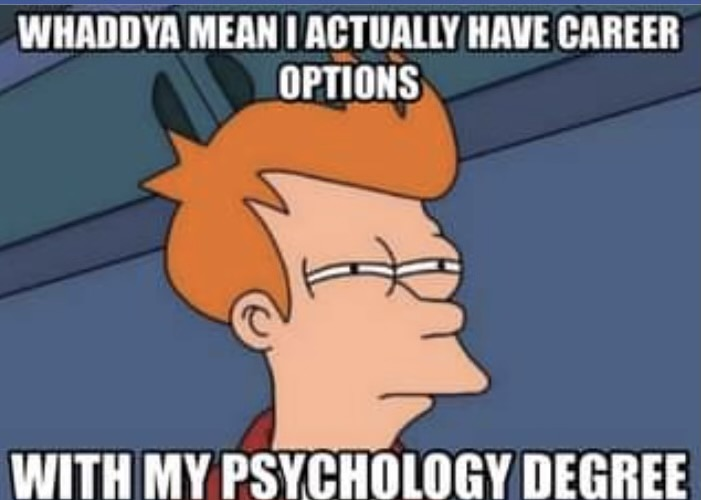 WHADDYA MEAN I ACTUALLY HAVE CAREER
OPTIONS
WITH MY PSYCHOLOGY DEGREE